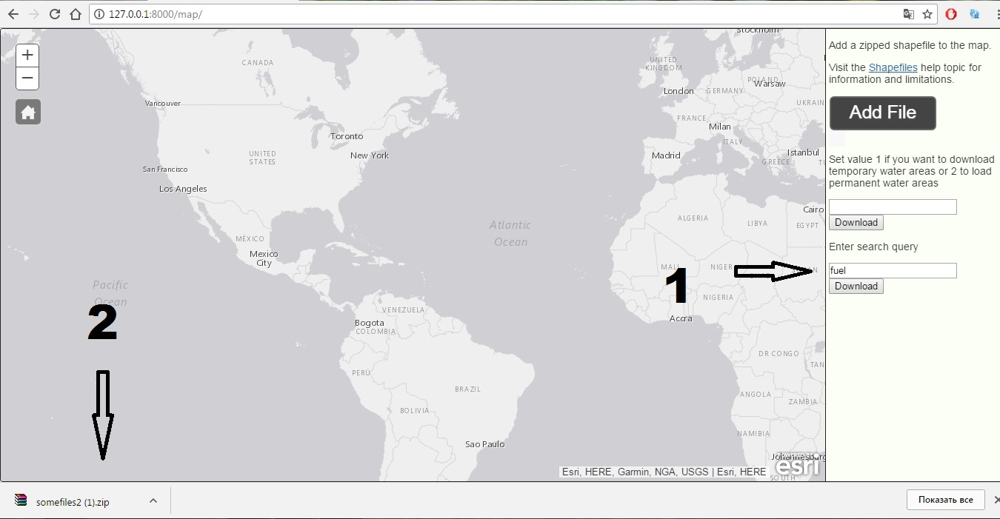 127.0.0.1:8000/map/
+
−
CANADA
Vancouver
Toronto
New York
UNITED
STATES
San Francisco
Los Angeles
MÉXICO
Mexico
City
Atlantic
Ocean
Pacific
Ocean
VENEZUELA
Bogota
COLOMBIA
PERÚ
BRAZIL
BOLIVIA
Sao Paulo
Stockholm
UNITED
KINGDOM
London
POLAND
Warsaw
GERMANY
UKRAIN
FRANCE
Milan
ITALY
Madrid
Istanbul
GREECE
ALGERIA
LIBYA
Cairo
EGYPT
MALI
NIGER
NIGERIA
Accra
DR CONGO
TAN
ANGOLA
ZAMBIA
NAMIBIA
Johannesburg
SOUTH
1
2
Esri, HERE, Garmin, NGA, USGS | Esri, HERE
POWERED BY
esri
Add a zipped shapefile to the map.
Visit the Shapefiles help topic for
information and limitations.
Add File
Set value 1 if you want to download
temporary water areas or 2 to load
permanent water areas
Download
Enter search query
fuel
Download
somefiles2 (1).zip
Показать все